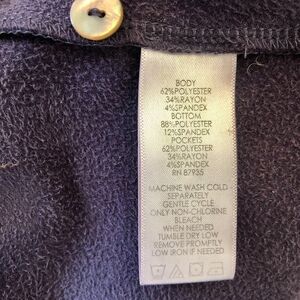 BODY
62%POLYESTER
34%RAYON
4%SPANDEX
BOTTOM
88%POLYESTER
12%SPANDEX
POCKETS
62%POLYESTER
34%RAYON
4%SPANDEX
RN 87935
MACHINE WASH COLD
SEPARATELY
GENTLE CYCLE
ONLY NON-CHLORINE
BLEACH
WHEN NEEDED
TUMBLE DRY LOW
REMOVE PROMPTLY
LOW IRON IF NEEDED